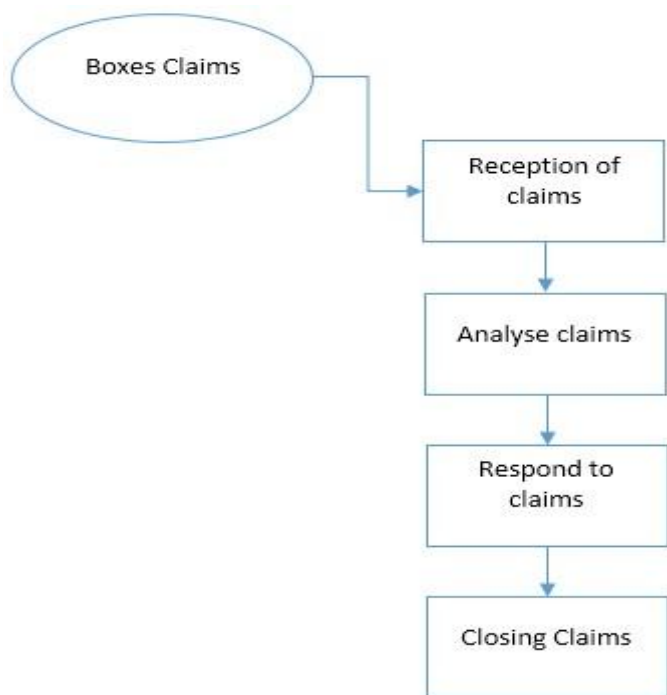 Boxes Claims
Reception of
claims
Analyse claims
Respond to
claims
Closing Claims